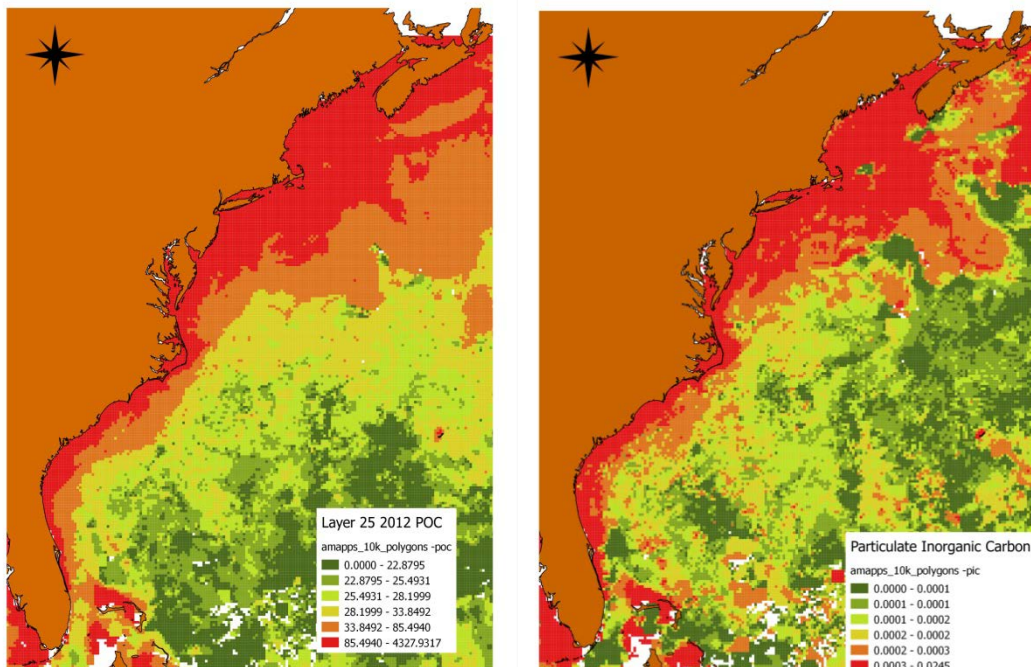 Layer 25 2012 POC
amapps_10k_polygons -poc
0.0000 - 22.8795
22.8795 - 25.4931
25.4931 - 28.1999
28.1999 - 33.8492
33.8492 - 85.4940
85.4940 - 4327.9317
Particulate Inorganic Carbon
amapps_10k_polygons -pic
0.0000 - 0.0001
0.0001 - 0.0001
0.0001 - 0.0002
0.0002 - 0.0002
0.0002 - 0.0003
0.0003 - 0.0245